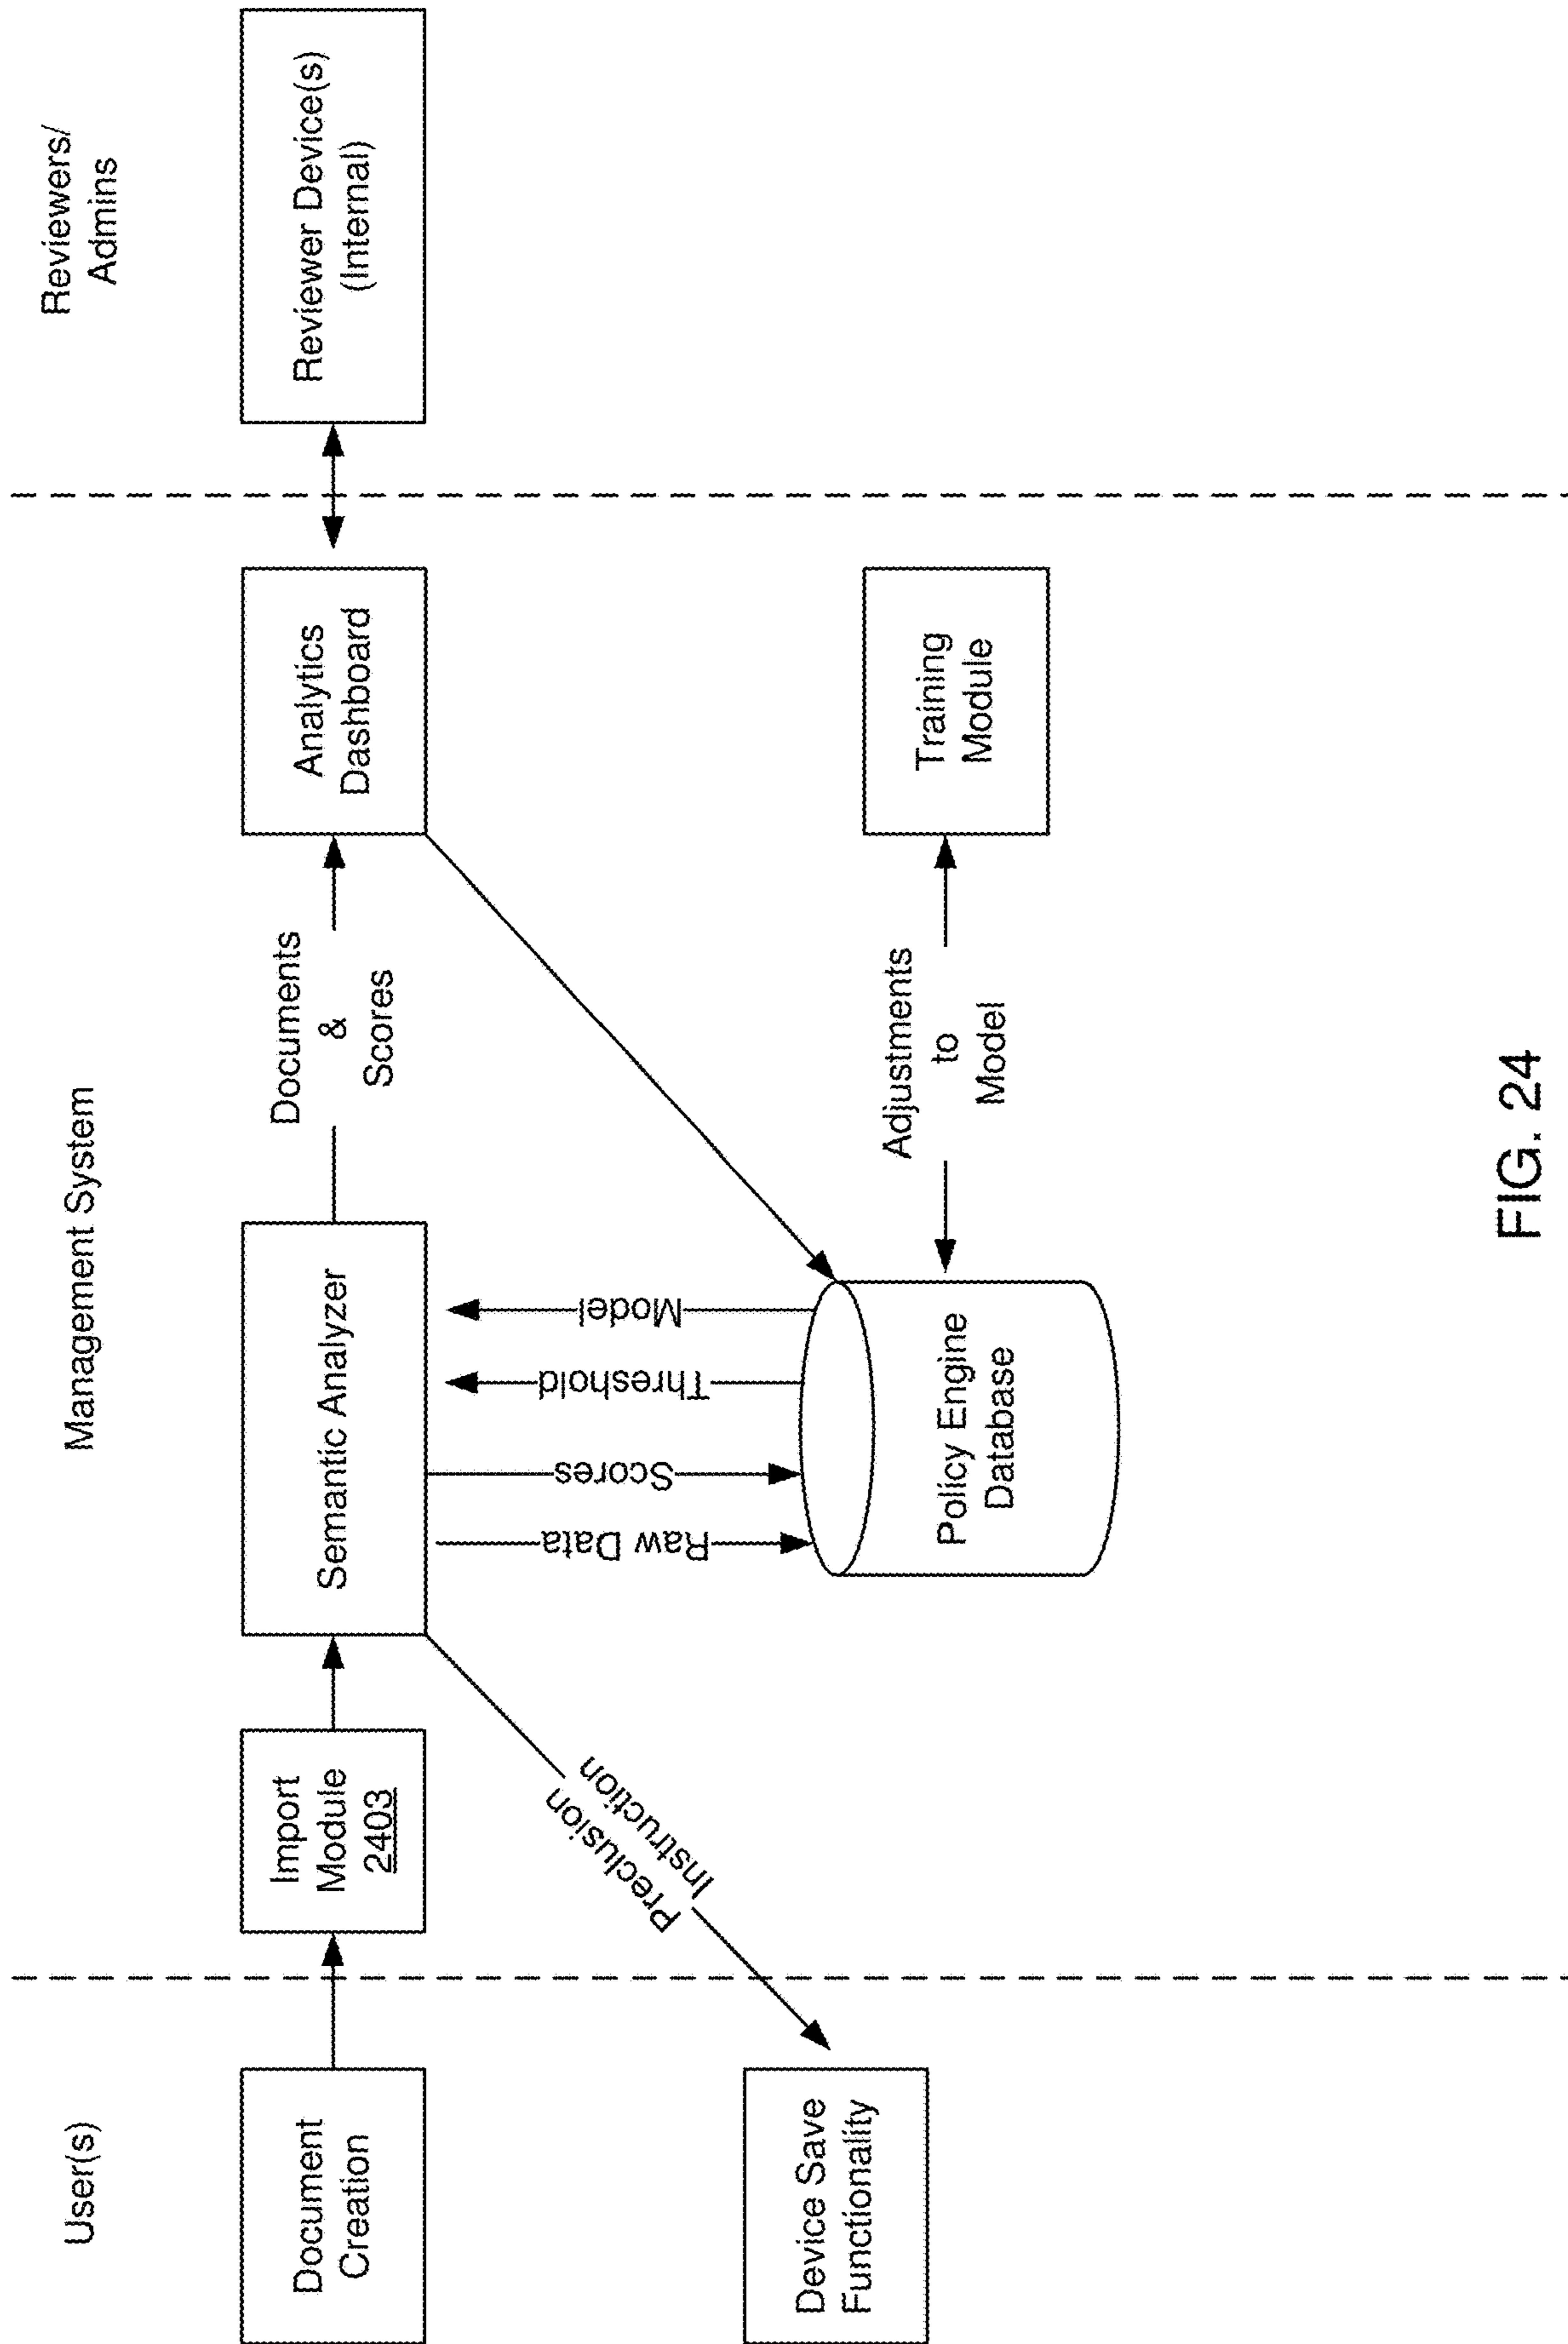 User(s)
Management System
Reviewers/
Admins
Document
Creation
Import
Module
2403
Semantic Analyzer
Documents
&
Scores
Analytics
Dashboard
Reviewer Device(s)
(Internal)
Preclusion
Instruction
Raw Data
Scores
Threshold
Model
Device Save
Functionality
Policy Engine
Database
Adjustments
to
Model
Training
Module
FIG. 24